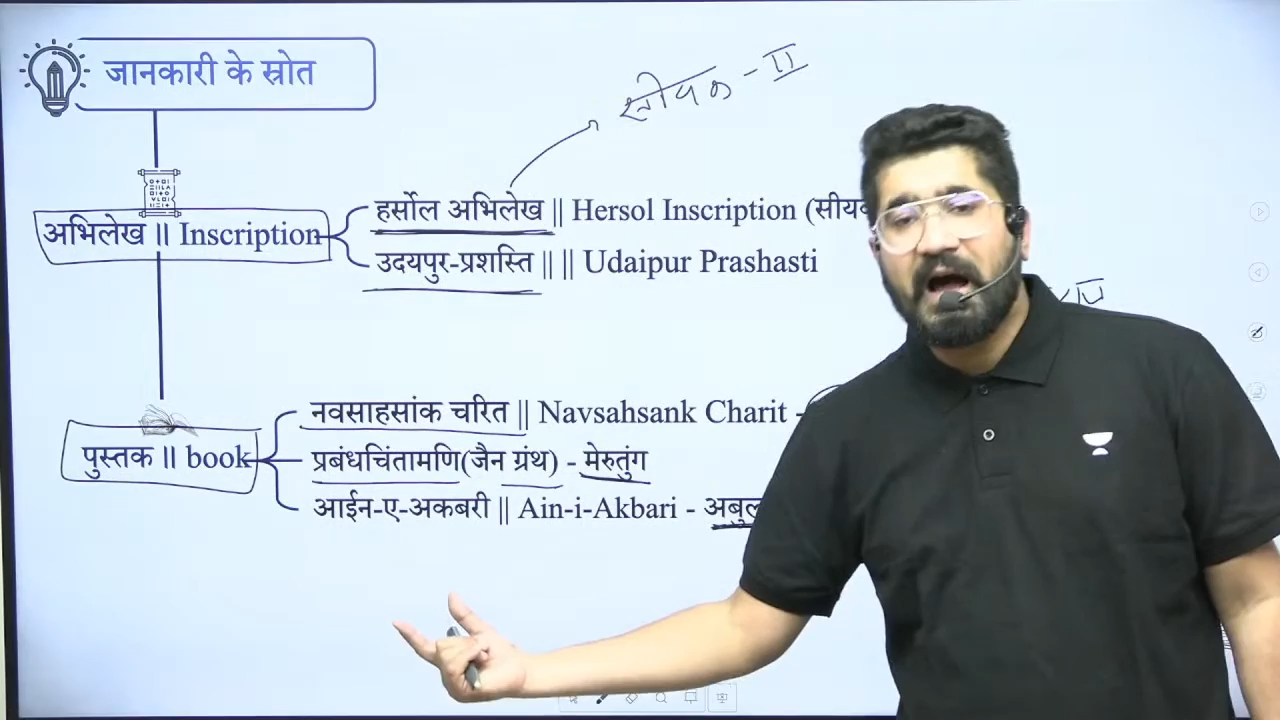 जानकारी के स्रोत
सीयक - II
हर्सोल अभिलेख || Hersol Inscription (सीयक
अभिलेख || Inscription
उदयपुर-प्रशस्ति || || Udaipur Prashasti
नवसाहसांक चरित || Navsahsank Charit -
पुस्तक || book
प्रबंधचिंतामणि(जैन ग्रंथ) - मेरुतुंग
आईन-ए-अकबरी || Ain-i-Akbari - अबुल